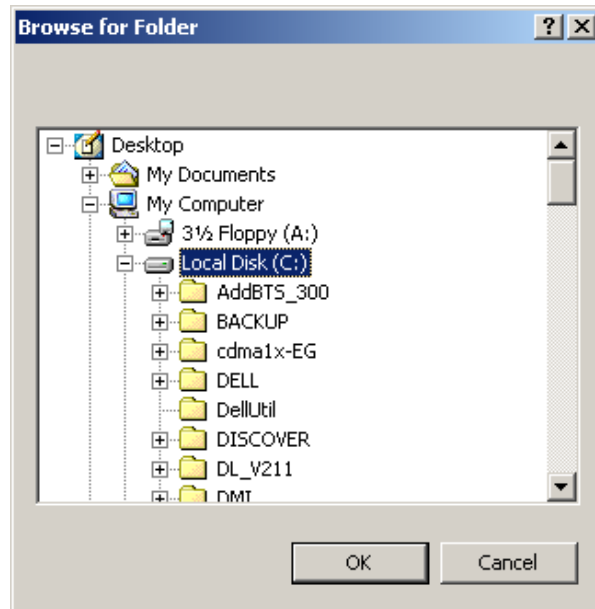 Browse for Folder
Desktop
My Documents
My Computer
3½ Floppy (A:)
Local Disk (C:)
AddBTS_300
BACKUP
cdma1x-EG
DELL
DellUtil
DISCOVER
DL_V211
DMI
OK Cancel